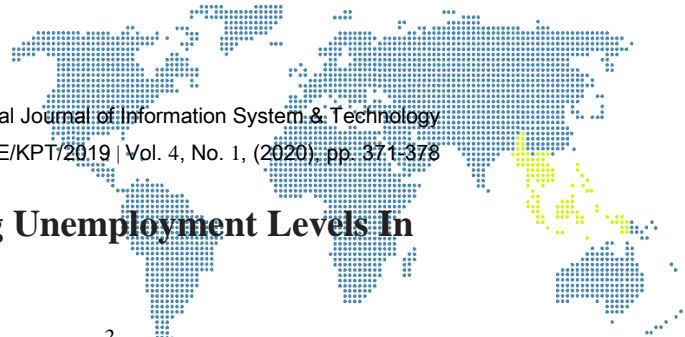 al Journal of Information System & Technology
E/KPT/2019 | Vol. 4, No. 1, (2020), pp. 371-378
g Unemployment Levels In
2